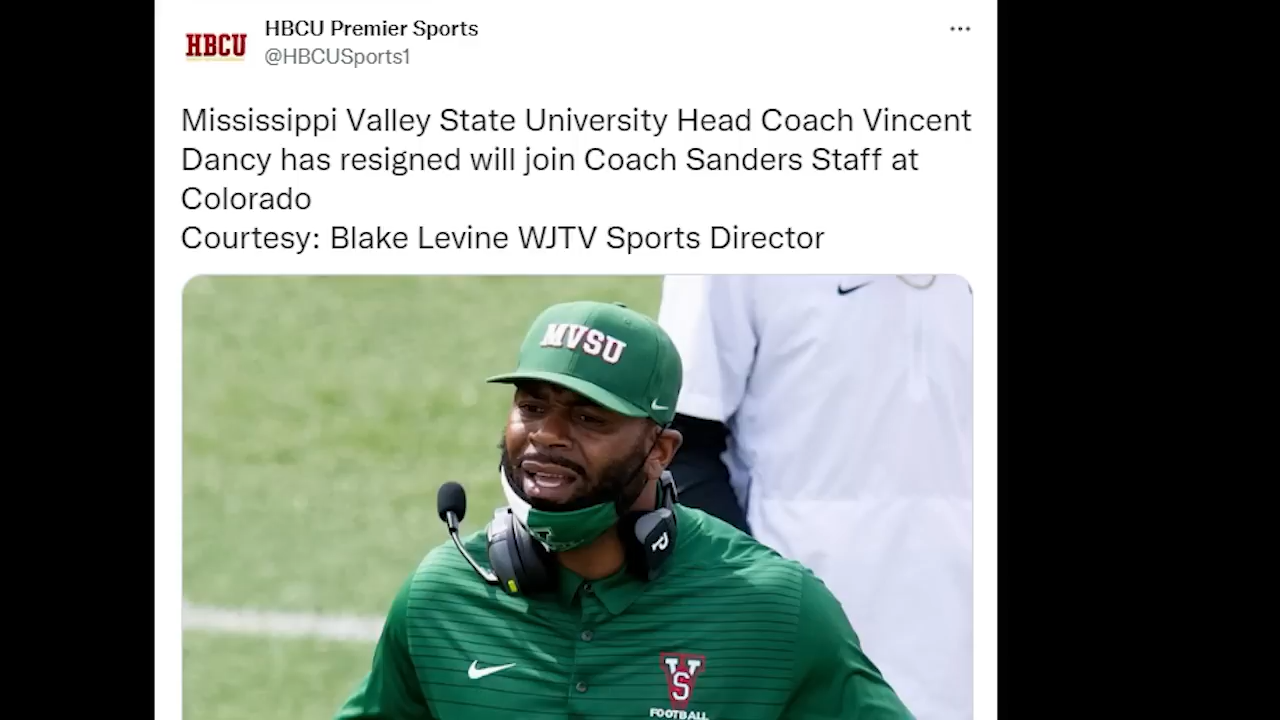 HBCU
HBCU Premier Sports
@HBCUSports1
Mississippi Valley State University Head Coach Vincent
Dancy has resigned will join Coach Sanders Staff at
Colorado
Courtesy: Blake Levine WJTV Sports Director
MVSU
VS
FOOTBALL